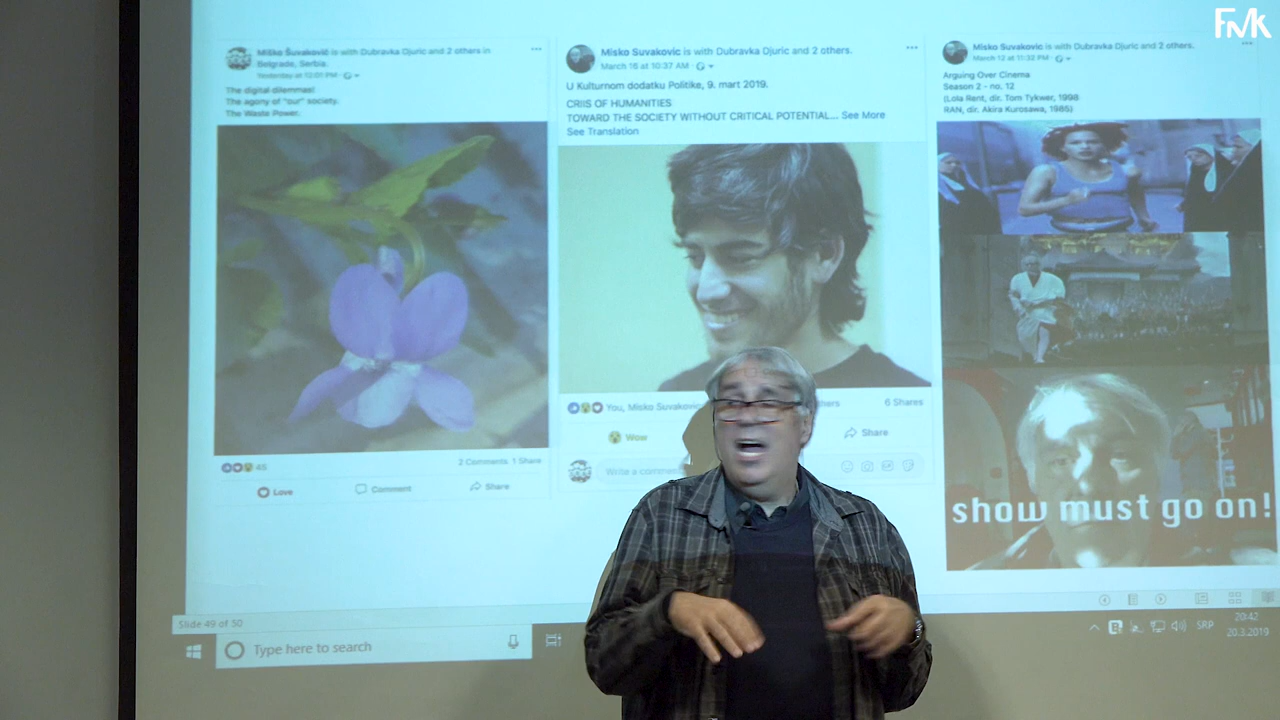 FMK
Miško Šuvaković is with Dubravka Djuric and 2 others in
Belgrade, Serbia.
Yesterday at 12:01 PM
The digital dilemmas!
The agony of "our" society.
The Waste Power.
45
2 Comments 1 Share
Love
Comment
Share
Misko Suvakovic is with Dubravka Djuric and 2 others.
March 16 at 10:37 AM
U Kulturnom dodatku Politike, 9. mart 2019.
CRIIS OF HUMANITIES
TOWARD THE SOCIETY WITHOUT CRITICAL POTENTIAL... See More
See Translation
You, Misko Suvakovic
6 Shares
Wow
Share
Write a comment
Misko Suvakovic is with Dubravka Djuric and 2 others.
March 12 at 11:32 PM
Arguing Over Cinema
Season 2 - no. 12
(Lola Rent, dir. Tom Tykwer, 1998
RAN, dir. Akira Kurosawa, 1985)
show must go on!
Slide 49 of 50
Type here to search
SRP
20:42
20.3.2019